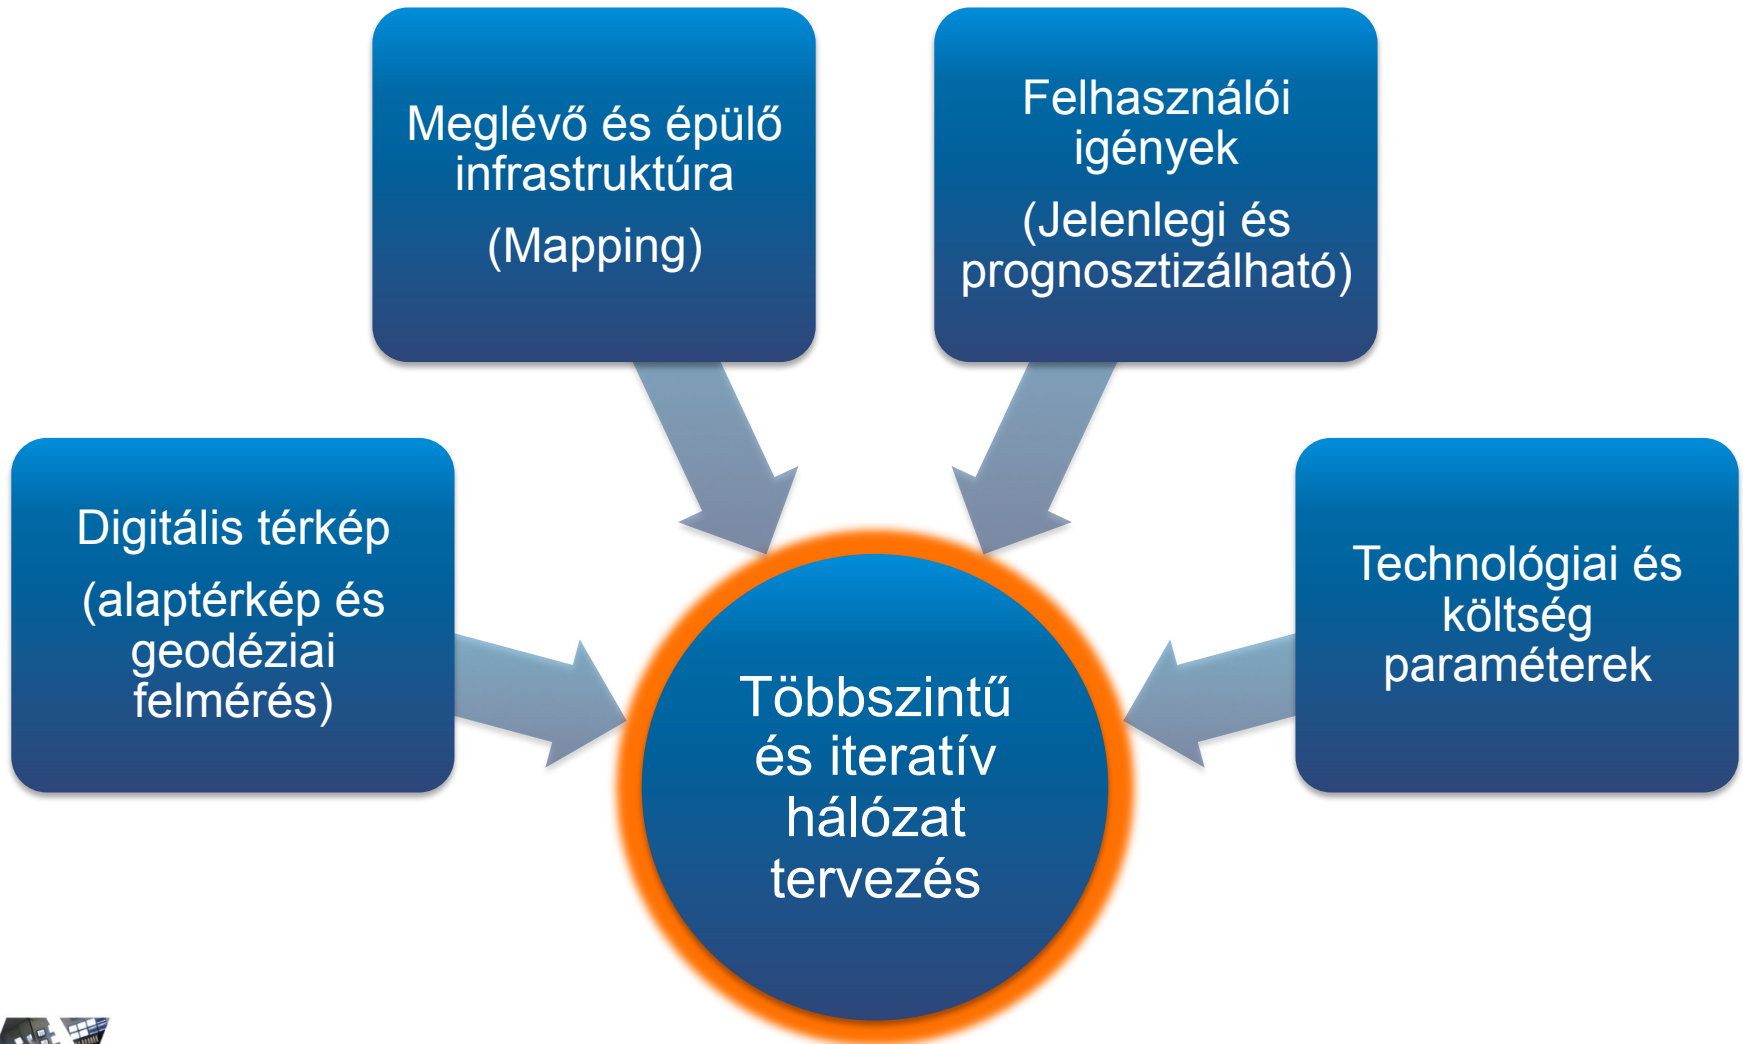 Meglévő és épülő
infrastruktúra
(Mapping)
Felhasználói
igények
(Jelenlegi és
prognosztizálható)
Digitális térkép
(alaptérkép és
geodéziai
felmérés)
Technológiai és
költség
paraméterek
Többszintű
és iteratív
hálózat
tervezés